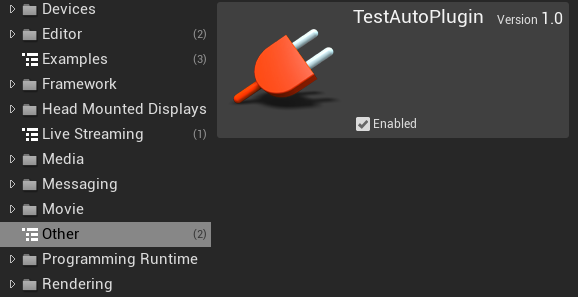 Devices
Editor (2)
Examples (3)
Framework
Head Mounted Displays
Live Streaming (1)
Media
Messaging
Movie
Other (2)
Programming Runtime
Rendering
TestAutoPlugin Version 1.0
Enabled